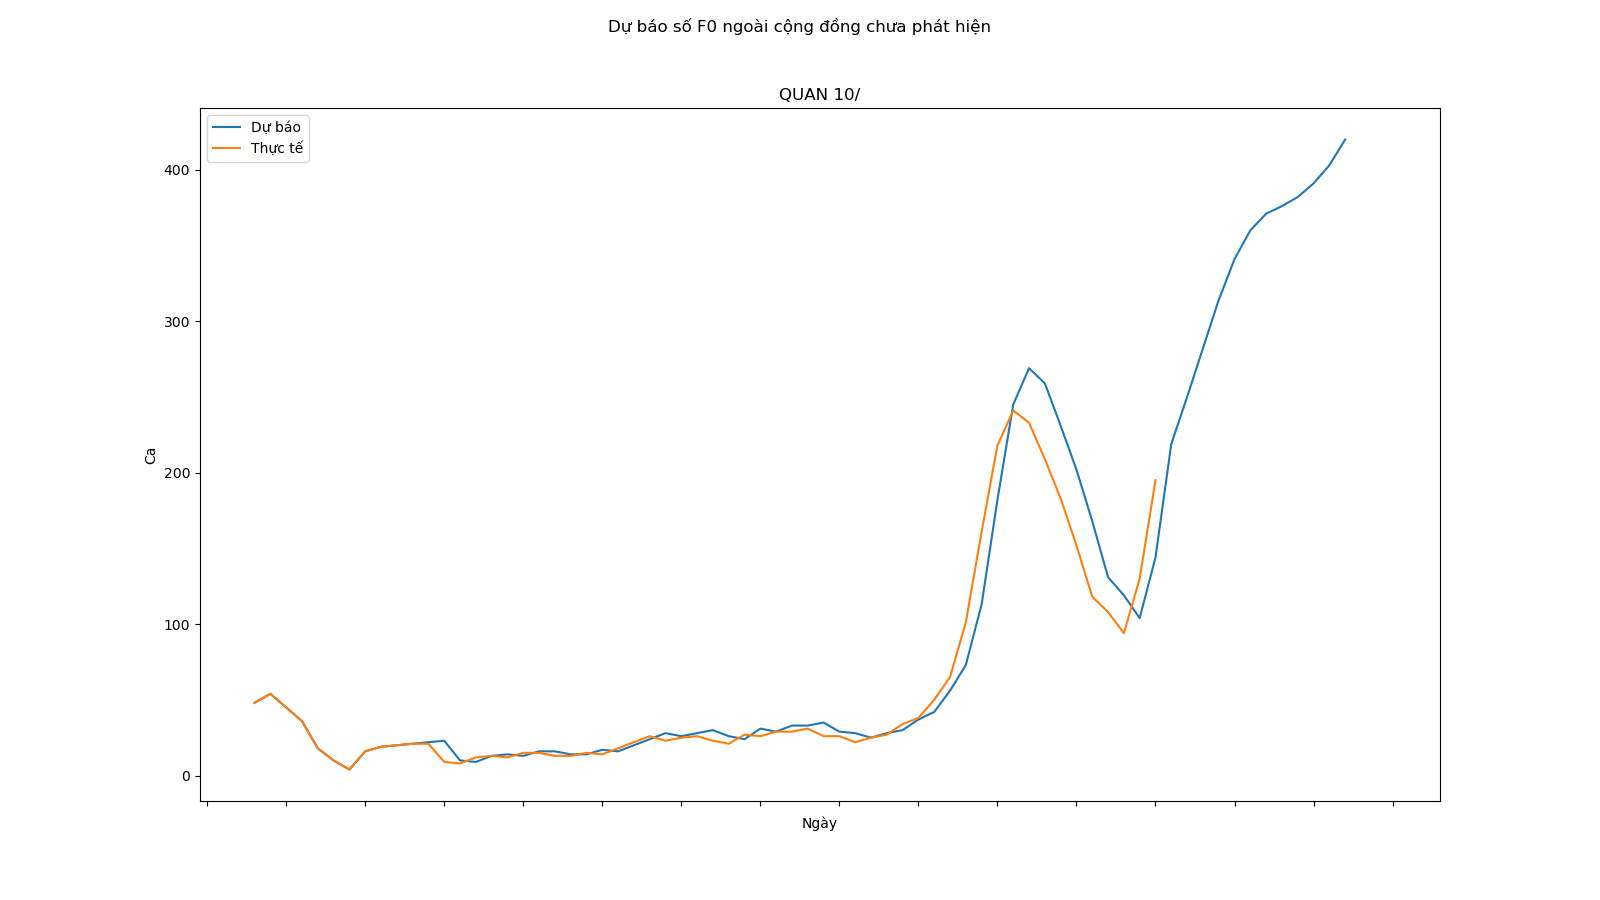 Dự báo số F0 ngoài cộng đồng chưa phát hiện
QUAN 10/
Dự báo
Thực tế
400
300
200
100
0
Ca
Ngày